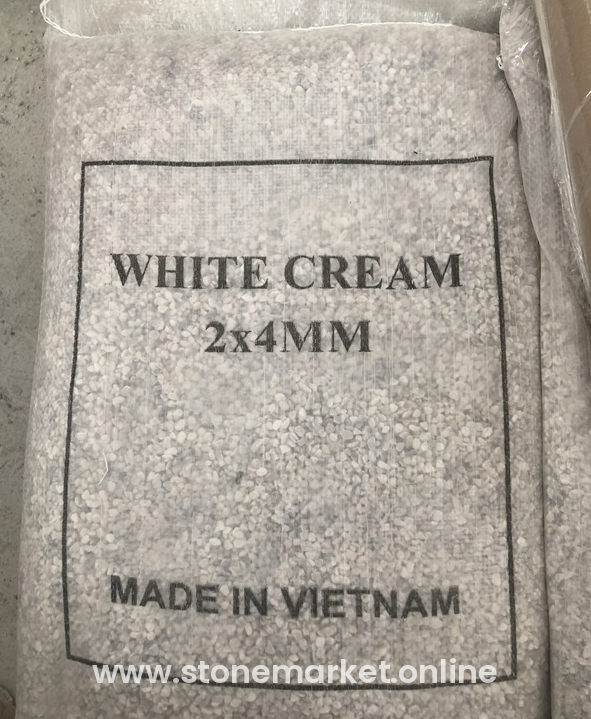 WHITE CREAM
2x4MM
MADE IN VIETNAM
www.stonemarket.online